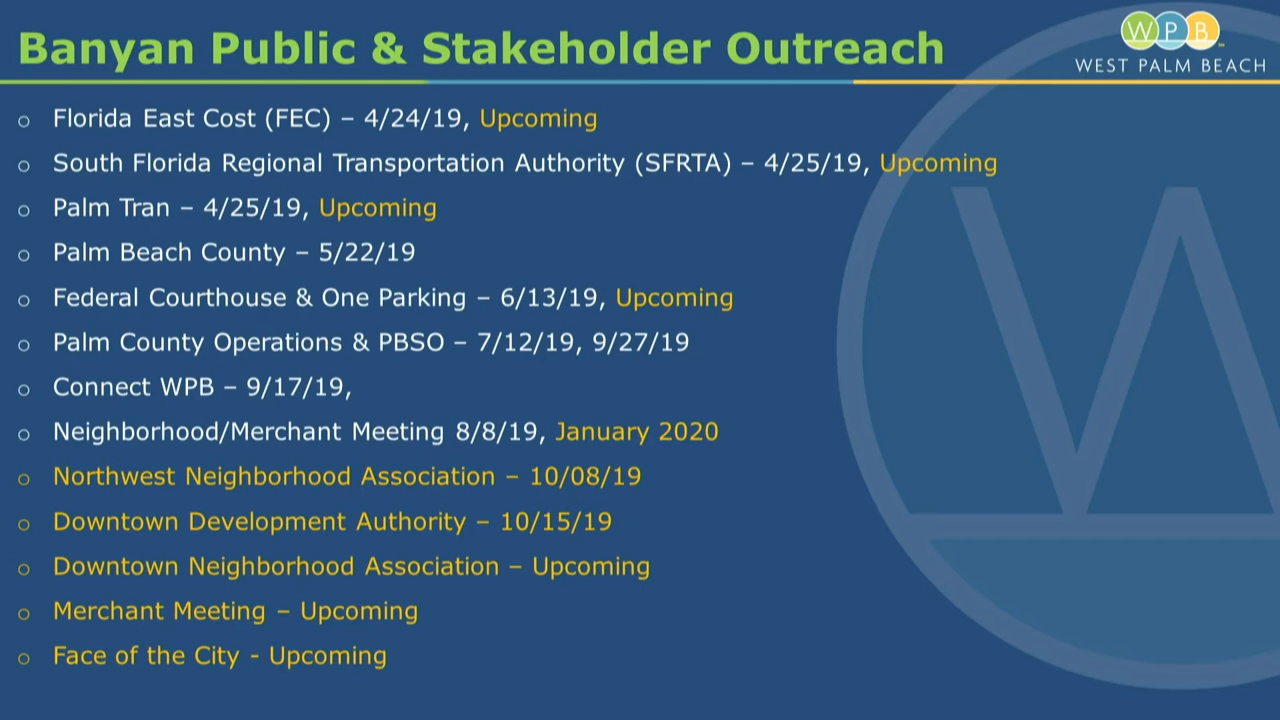 Banyan Public & Stakeholder Outreach
WPB
WEST PALM BEACH
o Florida East Cost (FEC) – 4/24/19, Upcoming
o South Florida Regional Transportation Authority (SFRTA) – 4/25/19, Upcoming
o Palm Tran – 4/25/19, Upcoming
o Palm Beach County – 5/22/19
o Federal Courthouse & One Parking – 6/13/19, Upcoming
o Palm County Operations & PBSO – 7/12/19, 9/27/19
o Connect WPB – 9/17/19,
o Neighborhood/Merchant Meeting 8/8/19, January 2020
o Northwest Neighborhood Association – 10/08/19
o Downtown Development Authority – 10/15/19
o Downtown Neighborhood Association – Upcoming
o Merchant Meeting – Upcoming
o Face of the City - Upcoming